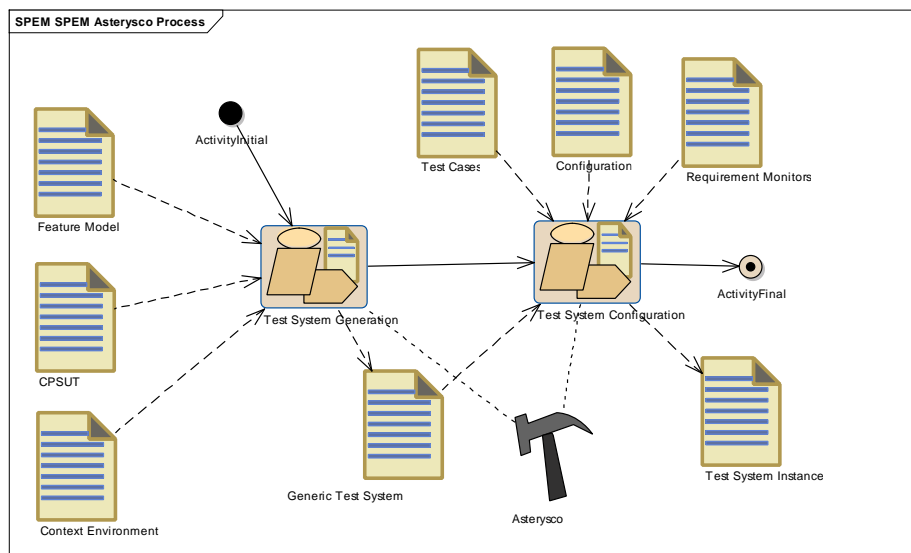 SPEM SPEM Asterysco Process
ActivityInitial
Test Cases
Configuration
Requirement Monitors
Feature Model
Test System Generation
Test System Configuration
ActivityFinal
CPSUT
Generic Test System
Test System Instance
Asterysco
Context Environment